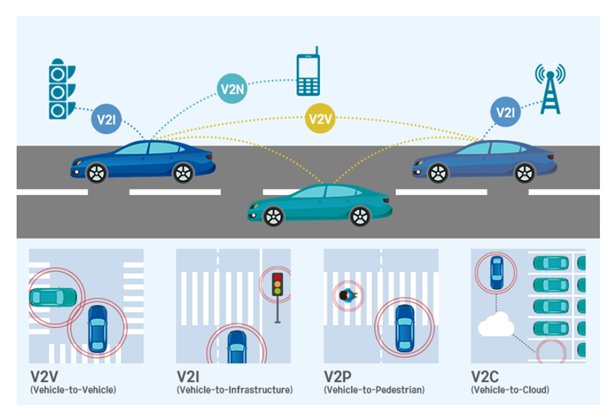 V2N
V2I
V2V
V2I
V2V
(Vehicle-to-Vehicle)
V2I
(Vehicle-to-Infrastructure)
V2P
(Vehicle-to-Pedestrian)
V2C
(Vehicle-to-Cloud)